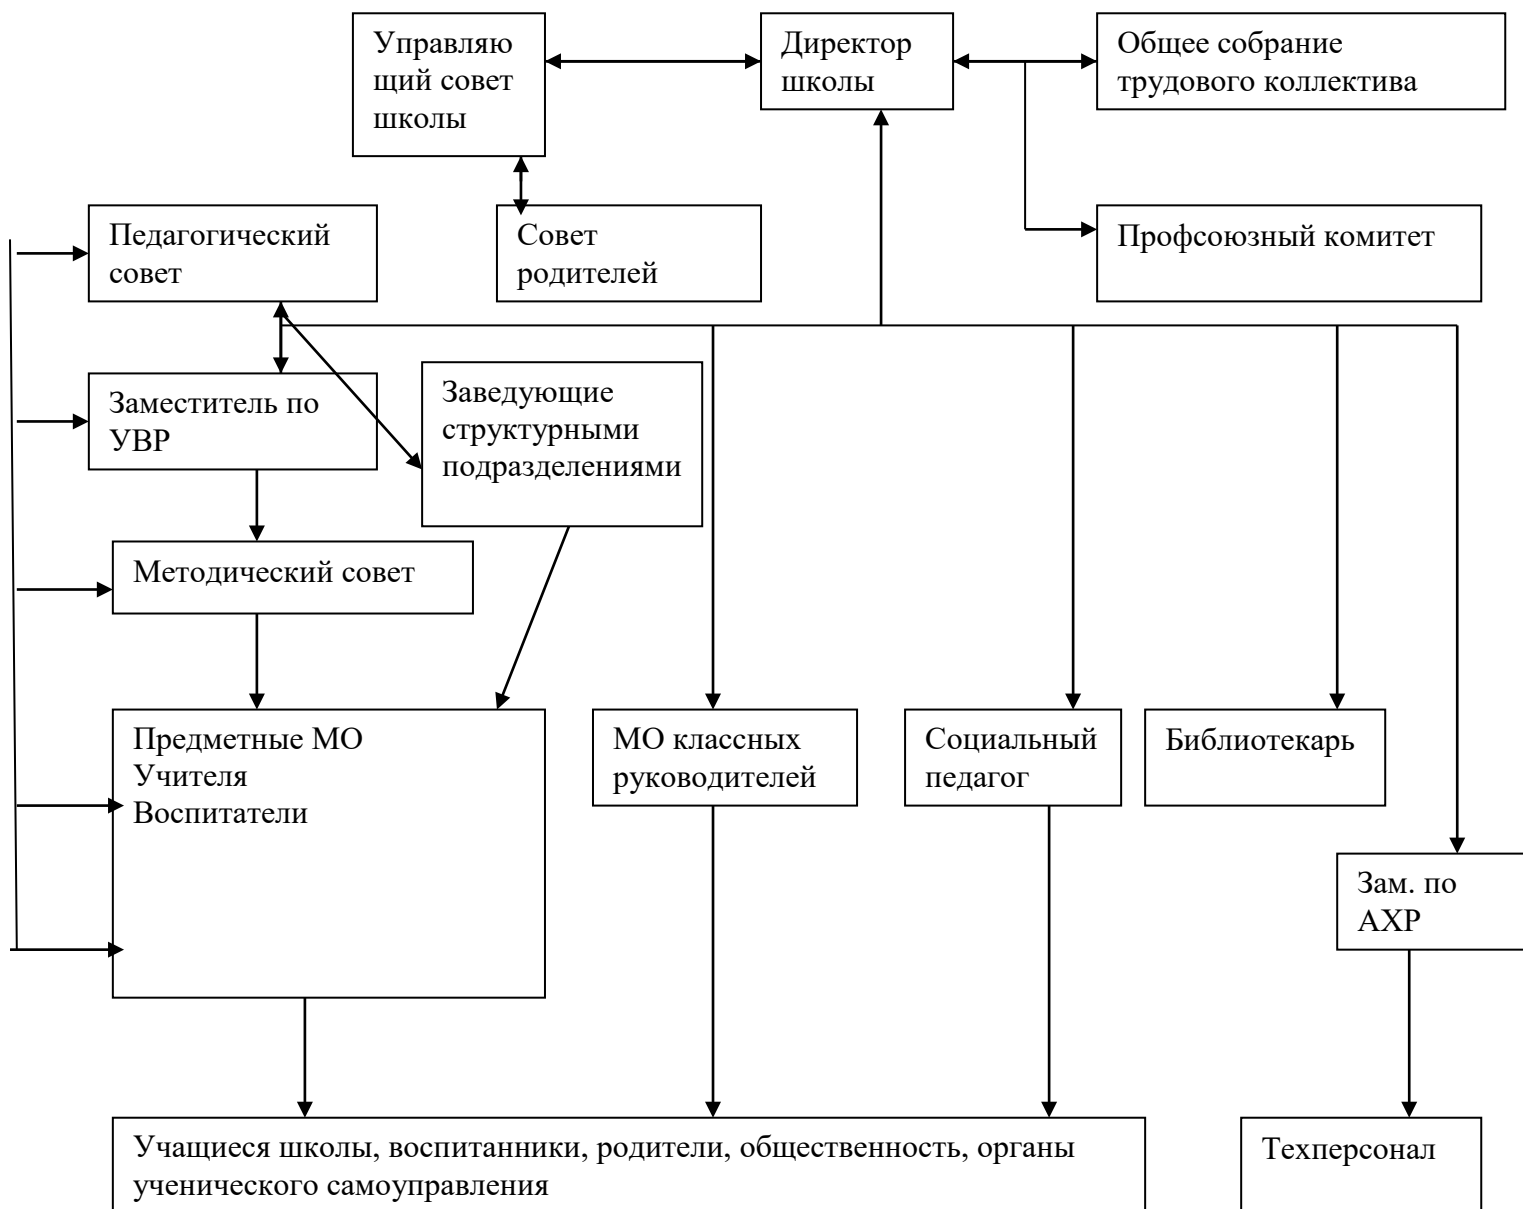 Управляю
щий совет
школы
Директор
школы
Общее собрание
трудового коллектива
Педагогический
совет
Совет
родителей
Профсоюзный комитет
Заместитель по
УВР
Заведующие
структурными
подразделениями
Методический совет
Предметные МО
Учителя
Воспитатели
МО классных
руководителей
Социальный
педагог
Библиотекарь
Зам. по
АХР
Учащиеся школы, воспитанники, родители, общественность, органы
ученического самоуправления
Техперсонал